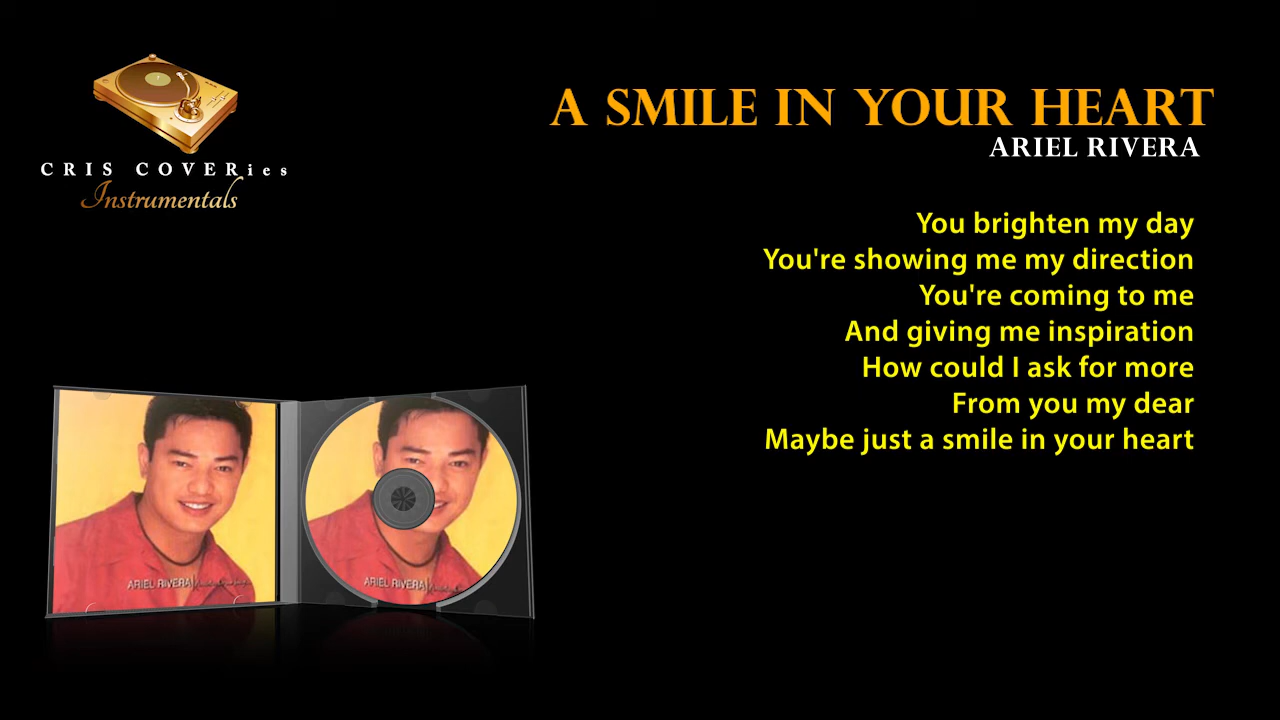 CRIS COVERies
Instrumentals
A SMILE IN YOUR HEART
ARIEL RIVERA
You brighten my day
You're showing me my direction
You're coming to me
And giving me inspiration
How could I ask for more
From you my dear
Maybe just a smile in your heart
ARIEL RIVERA
ARIEL RIVERA